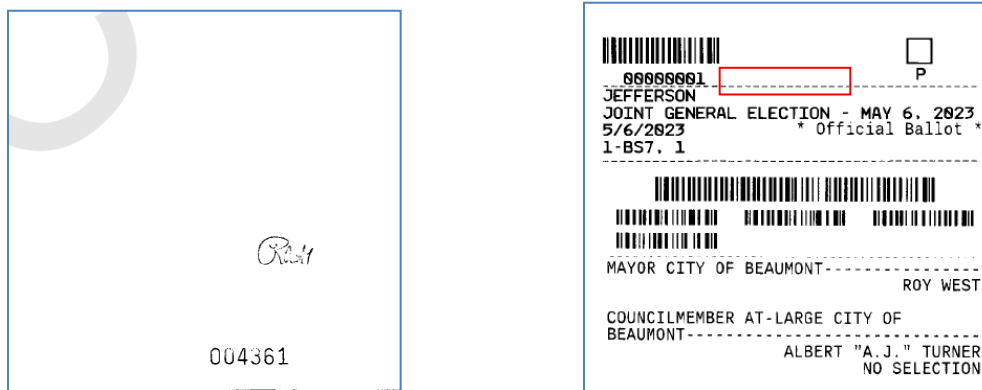 004361
00000001
P
JEFFERSON
JOINT GENERAL ELECTION - MAY 6, 2023
5/6/2023 * Official Ballot *
1-BS7, 1
MAYOR CITY OF BEAUMONT----------------
ROY WEST
COUNCILMEMBER AT-LARGE CITY OF
BEAUMONT------------------------------
ALBERT "A.J." TURNER
NO SELECTION